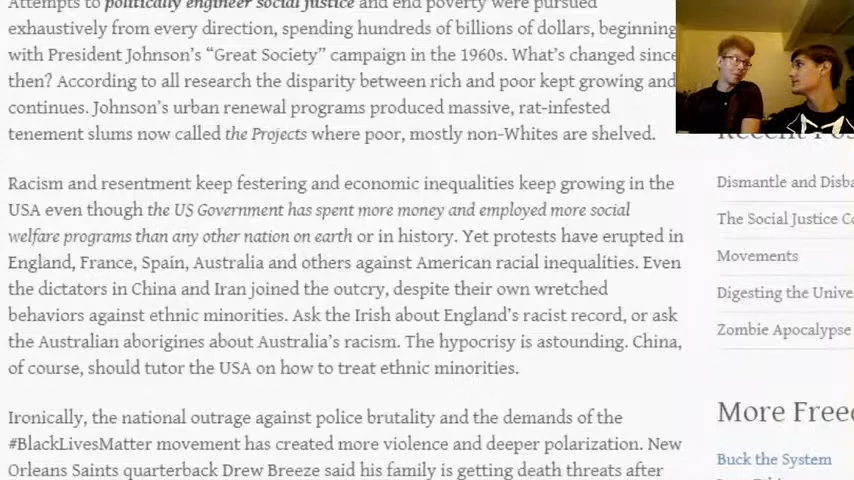 Attempts to politically engineer social justice and end poverty were pursued
exhaustively from every direction, spending hundreds of billions of dollars, beginning
with President Johnson's “Great Society” campaign in the 1960s. What's changed since
then? According to all research the disparity between rich and poor kept growing and
continues. Johnson's urban renewal programs produced massive, rat-infested
tenement slums now called the Projects where poor, mostly non-Whites are shelved.
Racism and resentment keep festering and economic inequalities keep growing in the
USA even though the US Government has spent more money and employed more social
welfare programs than any other nation on earth or in history. Yet protests have erupted in
England, France, Spain, Australia and others against American racial inequalities. Even
the dictators in China and Iran joined the outcry, despite their own wretched
behaviors against ethnic minorities. Ask the Irish about England's racist record, or ask
the Australian aborigines about Australia's racism. The hypocrisy is astounding. China,
of course, should tutor the USA on how to treat ethnic minorities.
Ironically, the national outrage against police brutality and the demands of the
#BlackLivesMatter movement has created more violence and deeper polarization. New
Orleans Saints quarterback Drew Breeze said his family is getting death threats after
Recent Pos
Dismantle and Disba
The Social Justice Co
Movements
Digesting the Unive
Zombie Apocalypse
More Free
Buck the System